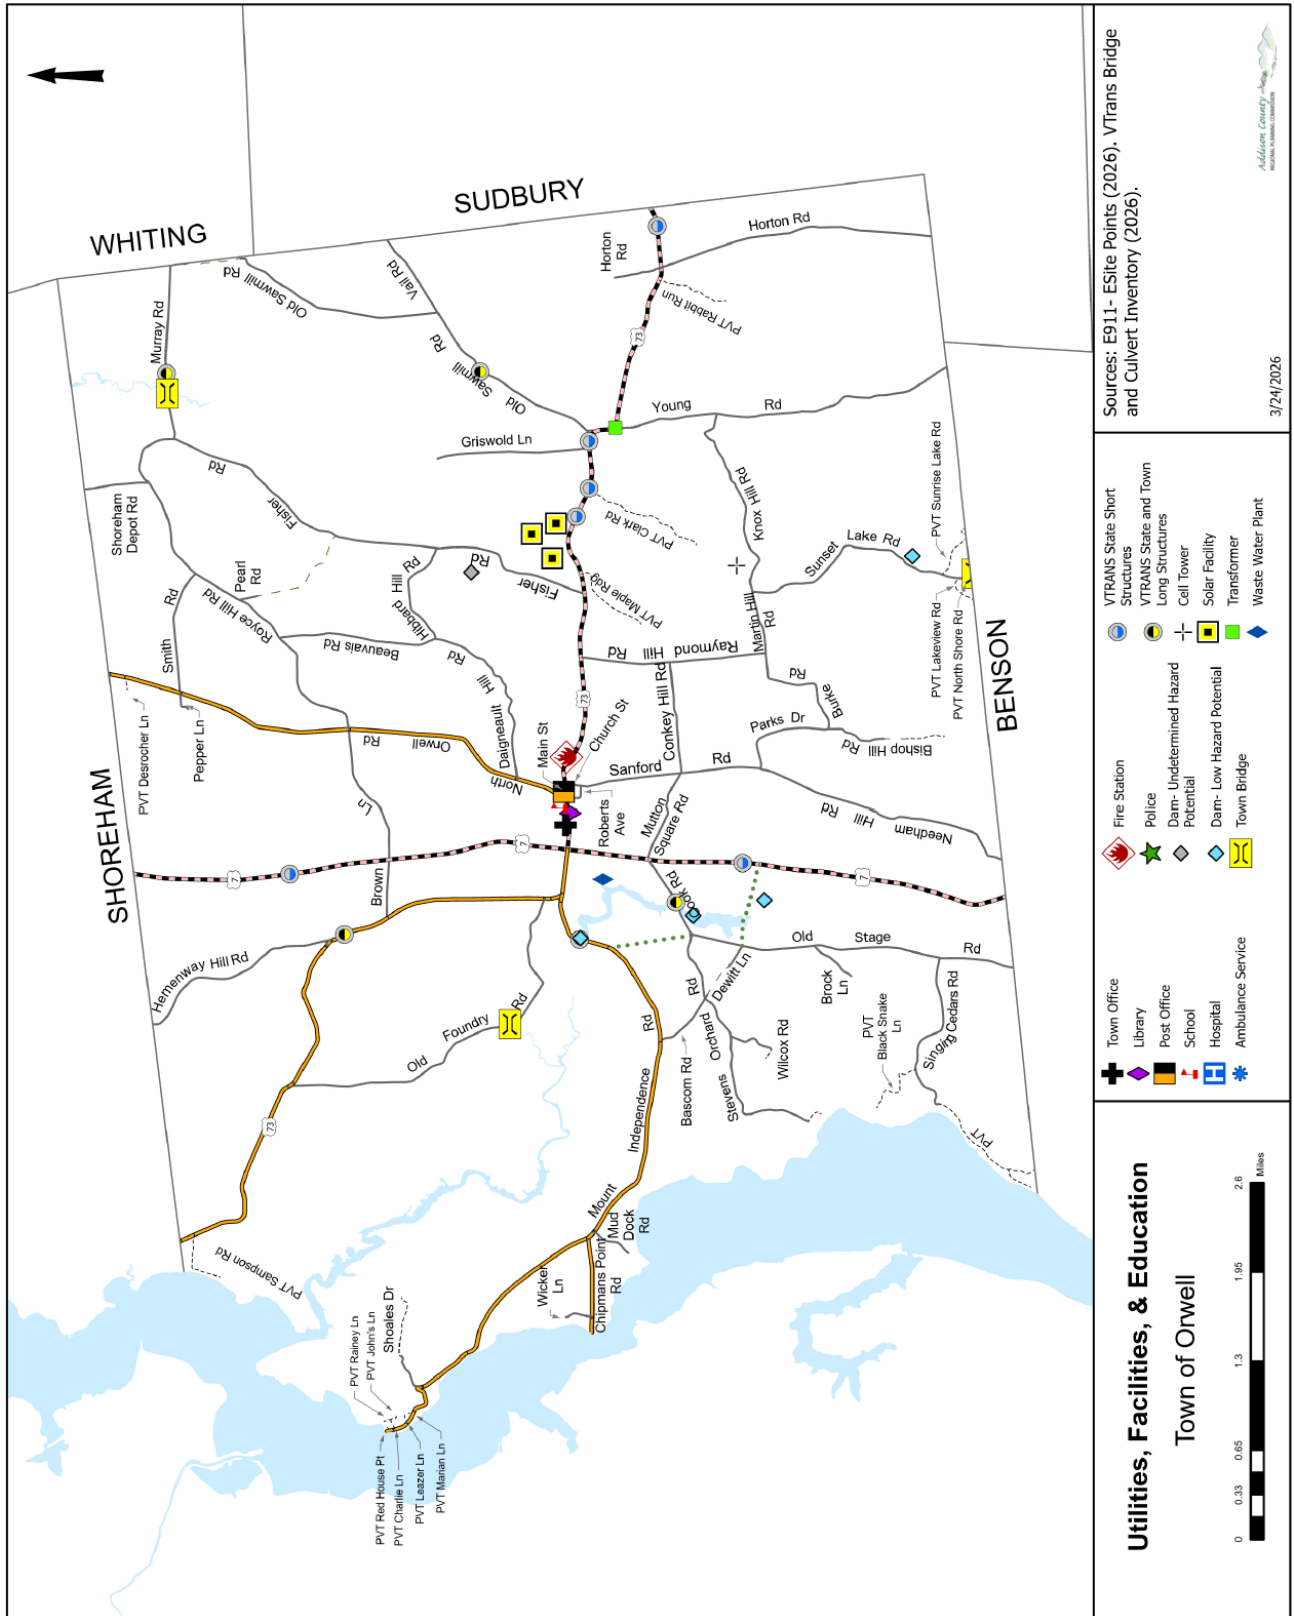 WHITING
SUDBURY
SHOREHAM
BENSON
Murray Rd
Old Sawmill Rd
Vail Rd
Old Sawmill Rd
Griswold Ln
Horton
Rd
Horton Rd
PVT Rabbit Run
73
Young Rd
Shoreham
Depot Rd
Fisher Rd
Pearl
Rd
Smith Rd
Royce Hill Rd
Beauvais Rd
Hibbard Hill Rd
Fisher Rd
PVT Clark Rd
PVT Maple Rdg
Knox Hill Rd
Sunset Lake Rd
PVT Sunrise Lake Rd
PVT Lakeview Rd
PVT North Shore Rd
Martin Hill
Rd
Raymond Hill Rd
Conkey Hill Rd
Burke Rd
Parks Dr
Bishop Hill Rd
73
PVT Desrocher Ln
Pepper Ln
North Orwell Rd
Daigneault Hill Rd
Main St
Church St
Sanford Rd
Roberts
Ave
Mutton
Square Rd
Needham Hill Rd
Brown Ln
7
7
7
Hemenway Hill Rd
Old Foundry Rd
73
ook Rd
Old Stage Rd
Dewitt Ln
Brock
Ln
Rd
Bascom Rd
Stevens Orchard
Wilcox Rd
PVT
Black Snake
Ln
Singing Cedars Rd
PVT
Mount Independence Rd
Mud
Dock
Rd
Chipmans Point
Rd
Wicker
Ln
PVT Sampson Rd
PVT Rainey Ln
PVT John's Ln
Shoales Dr
PVT Red House Pt
PVT Charlie Ln
PVT Leazer Ln
PVT Marian Ln
Utilities, Facilities, & Education
Town of Orwell
0 0.33 0.65 1.3 1.95 2.6
Miles
Town Office
Library
Post Office
School
Hospital
Ambulance Service
Fire Station
Police
Dam- Undetermined Hazard
Potential
Dam- Low Hazard Potential
Town Bridge
VTRANS State Short
Structures
VTRANS State and Town
Long Structures
Cell Tower
Solar Facility
Transformer
Waste Water Plant
Sources: E911- ESite Points (2026). VTrans Bridge
and Culvert Inventory (2026).
3/24/2026
Addison County
REGIONAL PLANNING COMMISSION